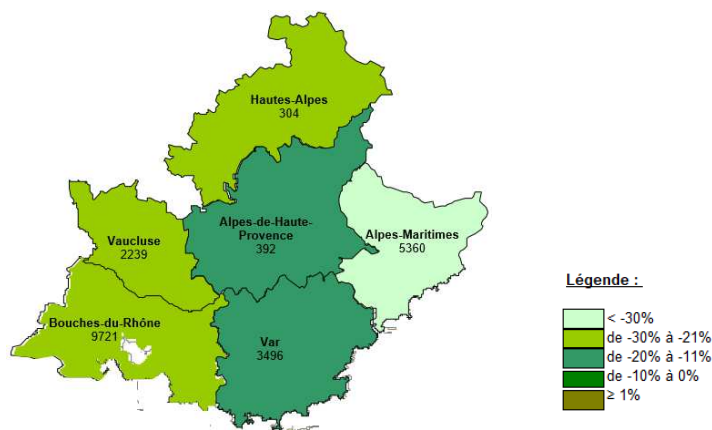 Hautes-Alpes
304
Alpes-de-Haute-
Provence
392
Alpes-Maritimes
5360
Vaucluse
2239
Bouches-du-Rhône
9721
Var
3496
Légende :
< -30%
de -30% à -21%
de -20% à -11%
de -10% à 0%
≥ 1%